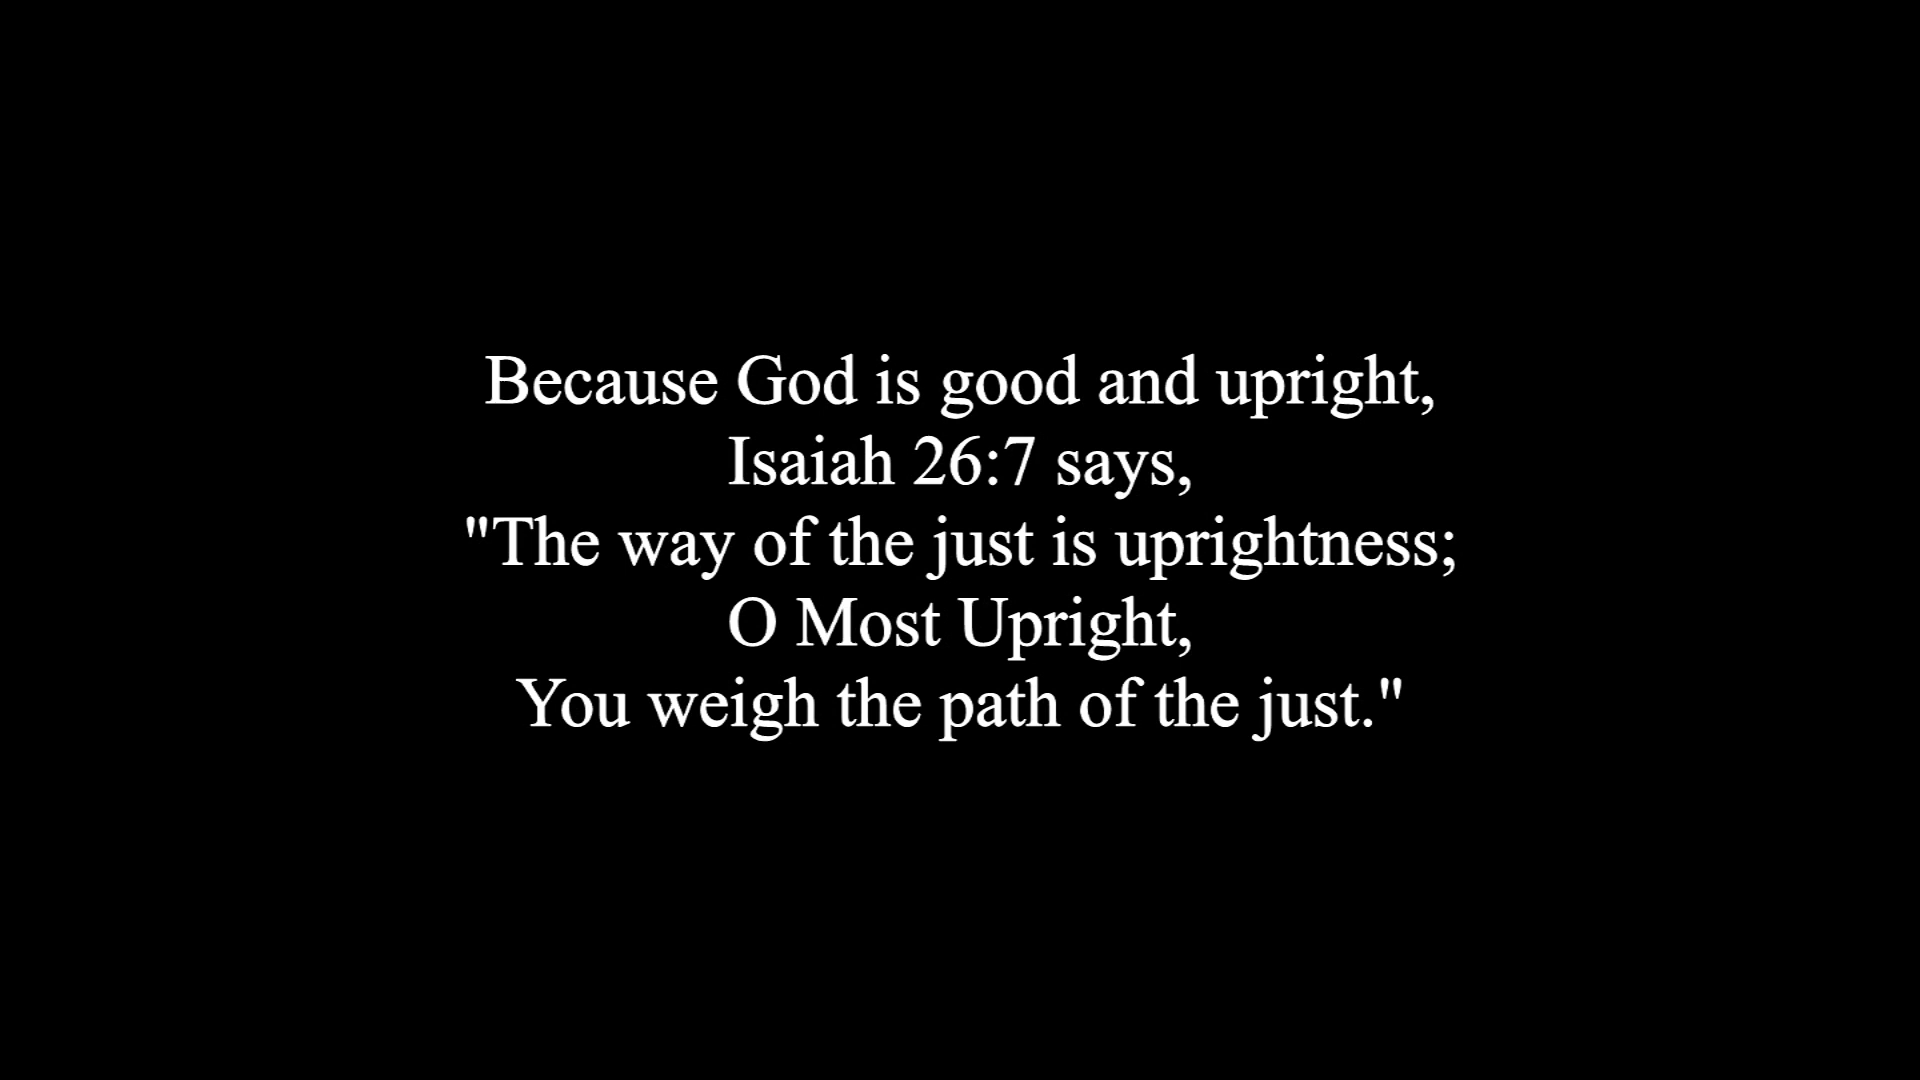 Because God is good and upright,
Isaiah 26:7 says,
"The way of the just is uprightness;
O Most Upright,
You weigh the path of the just."